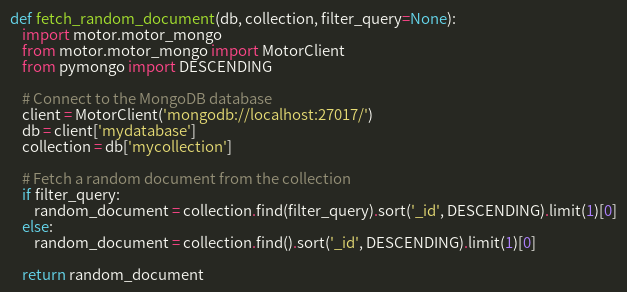 def fetch_random_document(db, collection, filter_query=None):
    import motor.motor_mongo
    from motor.motor_mongo import MotorClient
    from pymongo import DESCENDING

    # Connect to the MongoDB database
    client = MotorClient('mongodb://localhost:27017/')
    db = client['mydatabase']
    collection = db['mycollection']

    # Fetch a random document from the collection
    if filter_query:
        random_document = collection.find(filter_query).sort('_id', DESCENDING).limit(1)[0]
    else:
        random_document = collection.find().sort('_id', DESCENDING).limit(1)[0]

    return random_document